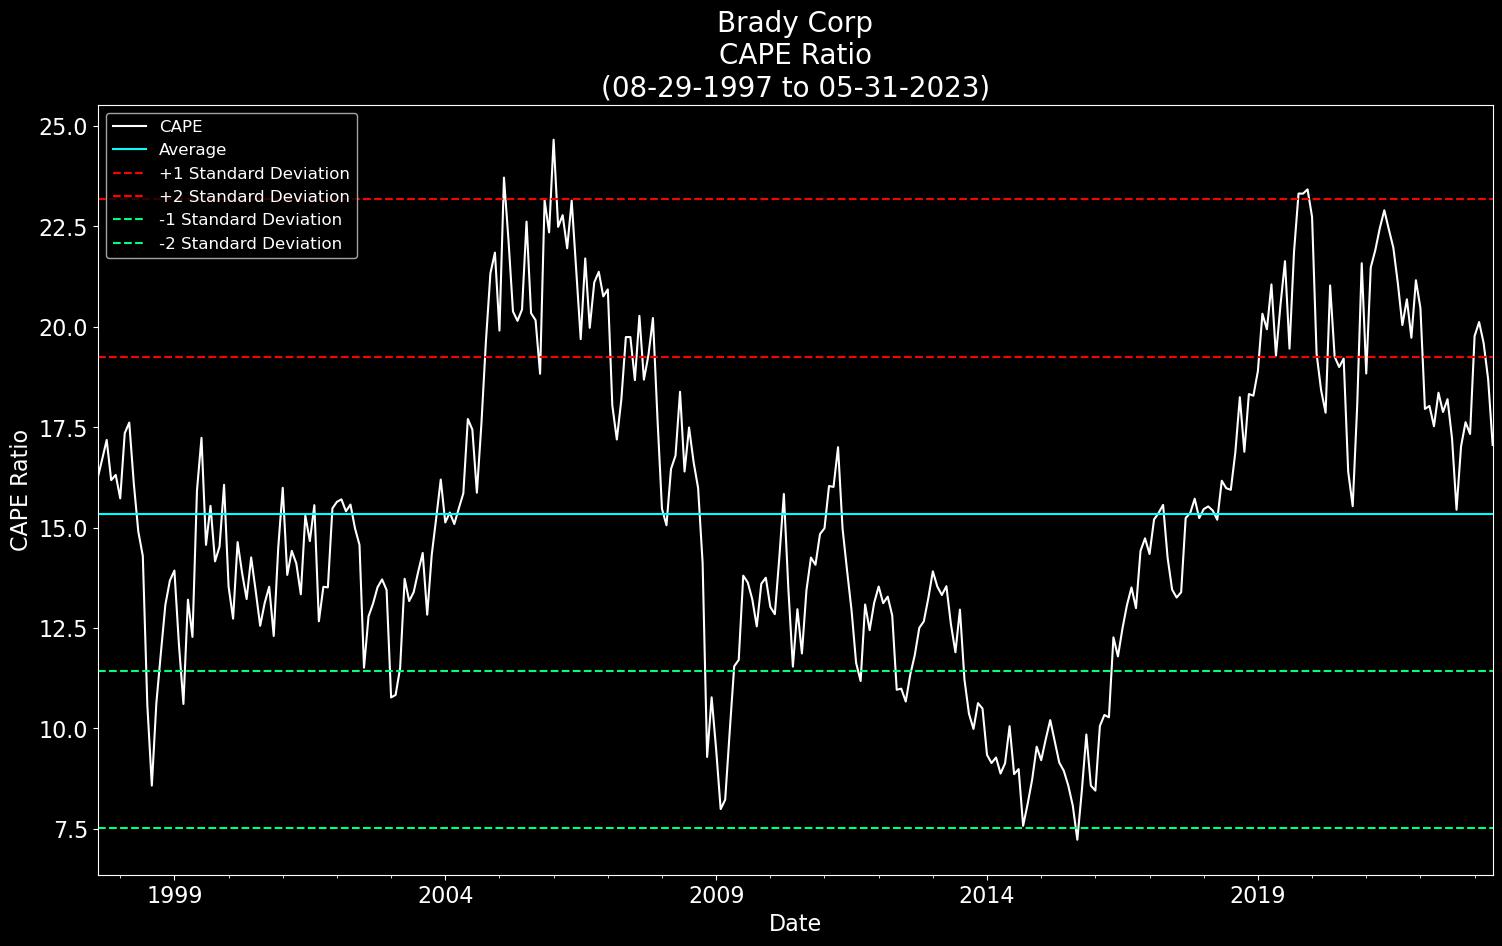 Brady Corp
CAPE Ratio
(08-29-1997 to 05-31-2023)
CAPE
Average
+1 Standard Deviation
+2 Standard Deviation
-1 Standard Deviation
-2 Standard Deviation
CAPE Ratio
25.0
22.5
20.0
17.5
15.0
12.5
10.0
7.5
1999
2004
2009
2014
2019
Date